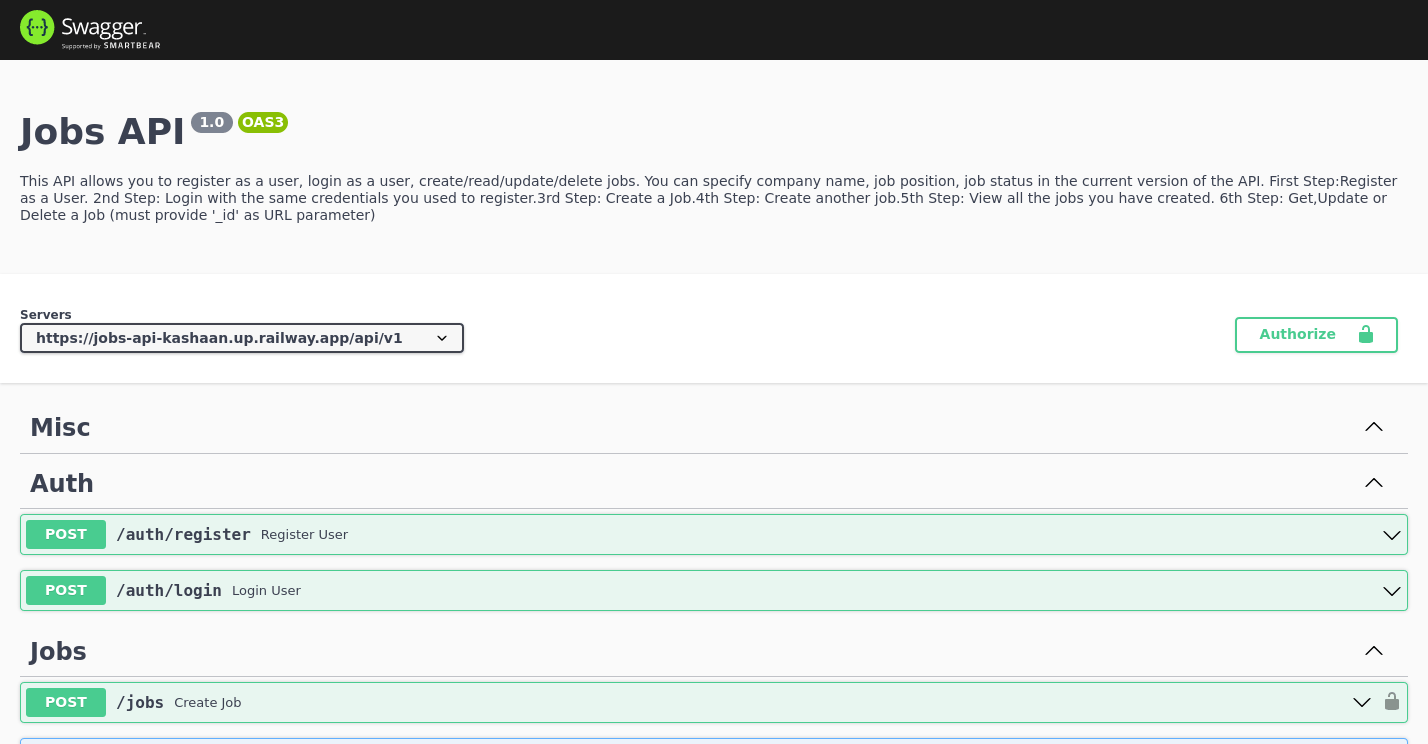 Swagger
Supported by SMARTBEAR
Jobs API 1.0 OAS3
This API allows you to register as a user, login as a user, create/read/update/delete jobs. You can specify company name, job position, job status in the current version of the API. First Step:Register
as a User. 2nd Step: Login with the same credentials you used to register.3rd Step: Create a Job.4th Step: Create another job.5th Step: View all the jobs you have created. 6th Step: Get,Update or
Delete a Job (must provide '_id' as URL parameter)
Servers
https://jobs-api-kashaan.up.railway.app/api/v1
Authorize
Misc
Auth
POST /auth/register Register User
POST /auth/login Login User
Jobs
POST /jobs Create Job